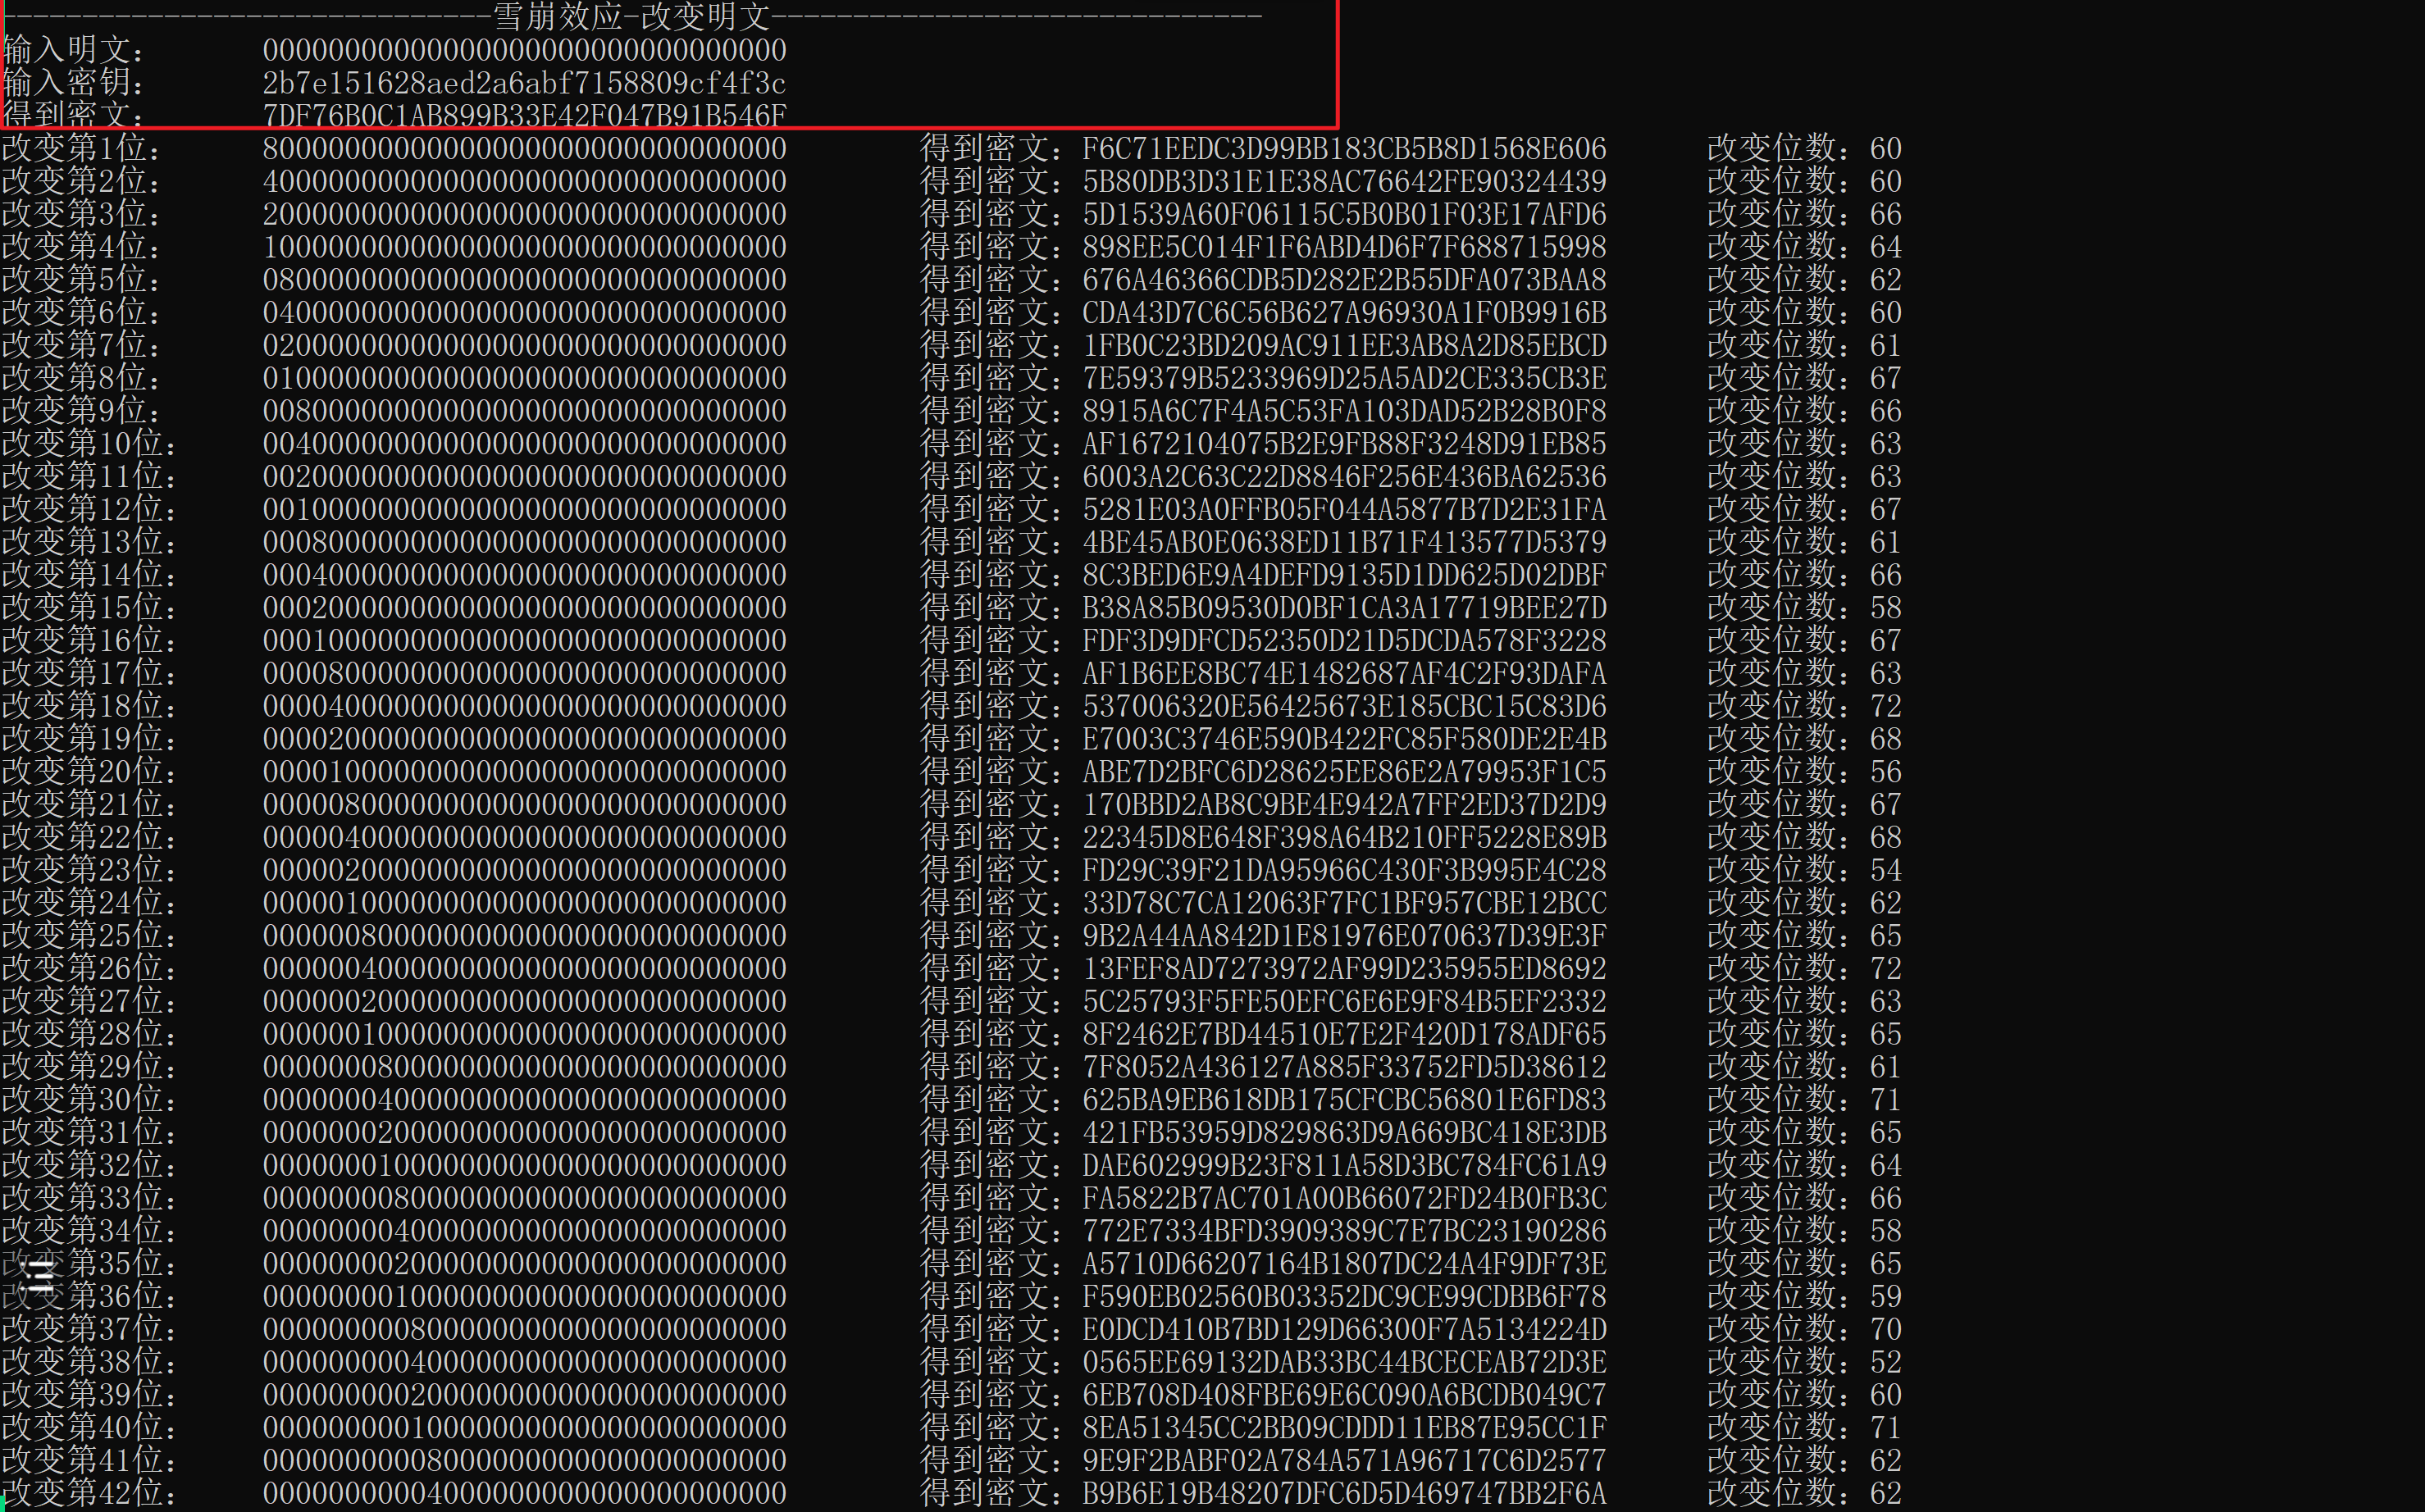 ------------------------------雪崩效应-改变明文------------------------------
输入明文： 00000000000000000000000000000000
输入密钥： 2b7e151628aed2a6abf7158809cf4f3c
得到密文： 7DF76B0C1AB899B33E42F047B91B546F
改变第1位： 80000000000000000000000000000000 得到密文：F6C71EEDC3D99BB183CB5B8D1568E606 改变位数：60
改变第2位： 40000000000000000000000000000000 得到密文：5B80DB3D31E1E38AC76642FE90324439 改变位数：60
改变第3位： 20000000000000000000000000000000 得到密文：5D1539A60F06115C5B0B01F03E17AFD6 改变位数：66
改变第4位： 10000000000000000000000000000000 得到密文：898EE5C014F1F6ABD4D6F7F688715998 改变位数：64
改变第5位： 08000000000000000000000000000000 得到密文：676A46366CDB5D282E2B55DFA073BAA8 改变位数：62
改变第6位： 04000000000000000000000000000000 得到密文：CDA43D7C6C56B627A96930A1F0B9916B 改变位数：60
改变第7位： 02000000000000000000000000000000 得到密文：1FB0C23BD209AC911EE3AB8A2D85EBCD 改变位数：61
改变第8位： 01000000000000000000000000000000 得到密文：7E59379B5233969D25A5AD2CE335CB3E 改变位数：67
改变第9位： 00800000000000000000000000000000 得到密文：8915A6C7F4A5C53FA103DAD52B28B0F8 改变位数：66
改变第10位： 00400000000000000000000000000000 得到密文：AF1672104075B2E9FB88F3248D91EB85 改变位数：63
改变第11位： 00200000000000000000000000000000 得到密文：6003A2C63C22D8846F256E436BA62536 改变位数：63
改变第12位： 00100000000000000000000000000000 得到密文：5281E03A0FFB05F044A5877B7D2E31FA 改变位数：67
改变第13位： 00080000000000000000000000000000 得到密文：4BE45AB0E0638ED11B71F413577D5379 改变位数：61
改变第14位： 00040000000000000000000000000000 得到密文：8C3BED6E9A4DEFD9135D1DD625D02DBF 改变位数：66
改变第15位： 00020000000000000000000000000000 得到密文：B38A85B09530D0BF1CA3A17719BEE27D 改变位数：58
改变第16位： 00010000000000000000000000000000 得到密文：FDF3D9DFCD52350D21D5DCDA578F3228 改变位数：67
改变第17位： 00008000000000000000000000000000 得到密文：AF1B6EE8BC74E1482687AF4C2F93DAFA 改变位数：63
改变第18位： 00004000000000000000000000000000 得到密文：537006320E56425673E185CBC15C83D6 改变位数：72
改变第19位： 00002000000000000000000000000000 得到密文：E7003C3746E590B422FC85F580DE2E4B 改变位数：68
改变第20位： 00001000000000000000000000000000 得到密文：ABE7D2BFC6D28625EE86E2A79953F1C5 改变位数：56
改变第21位： 00000800000000000000000000000000 得到密文：170BBD2AB8C9BE4E942A7FF2ED37D2D9 改变位数：67
改变第22位： 00000400000000000000000000000000 得到密文：22345D8E648F398A64B210FF5228E89B 改变位数：68
改变第23位： 00000200000000000000000000000000 得到密文：FD29C39F21DA95966C430F3B995E4C28 改变位数：54
改变第24位： 00000100000000000000000000000000 得到密文：33D78C7CA12063F7FC1BF957CBE12BCC 改变位数：62
改变第25位： 00000080000000000000000000000000 得到密文：9B2A44AA842D1E81976E070637D39E3F 改变位数：65
改变第26位： 00000040000000000000000000000000 得到密文：13FEF8AD7273972AF99D235955ED8692 改变位数：72
改变第27位： 00000020000000000000000000000000 得到密文：5C25793F5FE50EFC6E6E9F84B5EF2332 改变位数：63
改变第28位： 00000010000000000000000000000000 得到密文：8F2462E7BD44510E7E2F420D178ADF65 改变位数：65
改变第29位： 00000008000000000000000000000000 得到密文：7F8052A436127A885F33752FD5D38612 改变位数：61
改变第30位： 00000004000000000000000000000000 得到密文：625BA9EB618DB175CFCBC56801E6FD83 改变位数：71
改变第31位： 00000002000000000000000000000000 得到密文：421FB53959D829863D9A669BC418E3DB 改变位数：65
改变第32位： 00000001000000000000000000000000 得到密文：DAE602999B23F811A58D3BC784FC61A9 改变位数：64
改变第33位： 00000000800000000000000000000000 得到密文：FA5822B7AC701A00B66072FD24B0FB3C 改变位数：66
改变第34位： 00000000400000000000000000000000 得到密文：772E7334BFD3909389C7E7BC23190286 改变位数：58
改变第35位： 00000000200000000000000000000000 得到密文：A5710D66207164B1807DC24A4F9DF73E 改变位数：65
改变第36位： 00000000100000000000000000000000 得到密文：F590EB02560B03352DC9CE99CDBB6F78 改变位数：59
改变第37位： 00000000080000000000000000000000 得到密文：E0DCD410B7BD129D66300F7A5134224D 改变位数：70
改变第38位： 00000000040000000000000000000000 得到密文：0565EE69132DAB33BC44BCECEAB72D3E 改变位数：52
改变第39位： 00000000020000000000000000000000 得到密文：6EB708D408FBE69E6C090A6BCDB049C7 改变位数：60
改变第40位： 00000000010000000000000000000000 得到密文：8EA51345CC2BB09CDDD11EB87E95CC1F 改变位数：71
改变第41位： 00000000008000000000000000000000 得到密文：9E9F2BABF02A784A571A96717C6D2577 改变位数：62
改变第42位： 00000000004000000000000000000000 得到密文：B9B6E19B48207DFC6D5D469747BB2F6A 改变位数：62